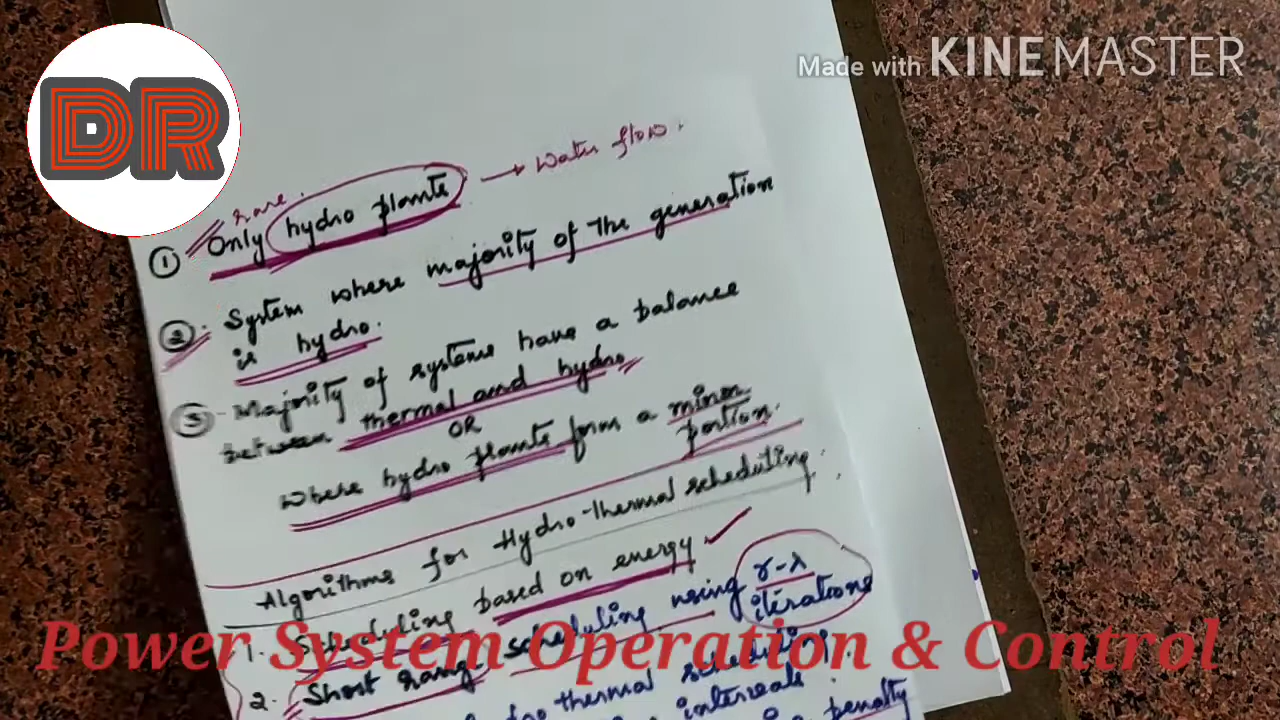 DR
Made with KINEMASTER
rare.
① Only hydro plants → Water flow.
②. System where majority of the generation
is hydro.
③ - Majority of systems have a balance
between thermal and hydro
OR
Where hydro plants form a minor
portion.
Algorithms for Hydro-thermal scheduling.
1. Scheduling based on energy ✓
2. Short range scheduling using γ-λ
iterations
thermal scheduling
intervals.
penalty
Power System Operation & Control